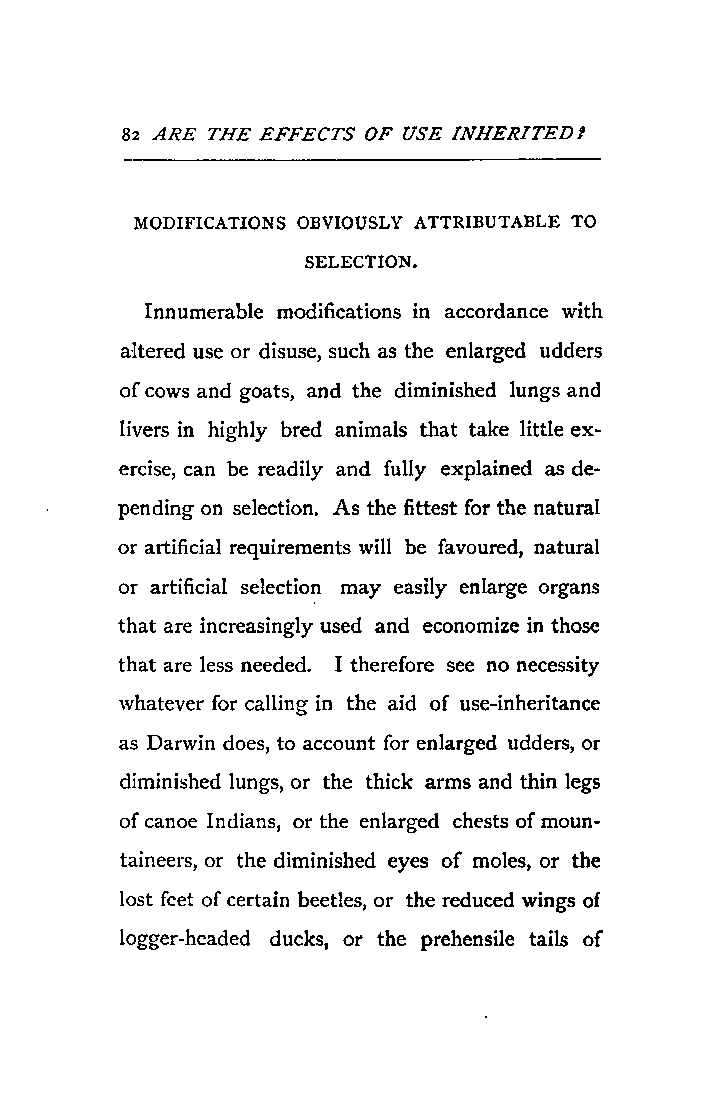 82 ARE THE EFFECTS OF USE INHERITED?
MODIFICATIONS OBVIOUSLY ATTRIBUTABLE TO
SELECTION.
Innumerable modifications in accordance with
altered use or disuse, such as the enlarged udders
of cows and goats, and the diminished lungs and
livers in highly bred animals that take little ex-
ercise, can be readily and fully explained as de-
pending on selection. As the fittest for the natural
or artificial requirements will be favoured, natural
or artificial selection may easily enlarge organs
that are increasingly used and economize in those
that are less needed. I therefore see no necessity
whatever for calling in the aid of use-inheritance
as Darwin does, to account for enlarged udders, or
diminished lungs, or the thick arms and thin legs
of canoe Indians, or the enlarged chests of moun-
taineers, or the diminished eyes of moles, or the
lost feet of certain beetles, or the reduced wings of
logger-headed ducks, or the prehensile tails of